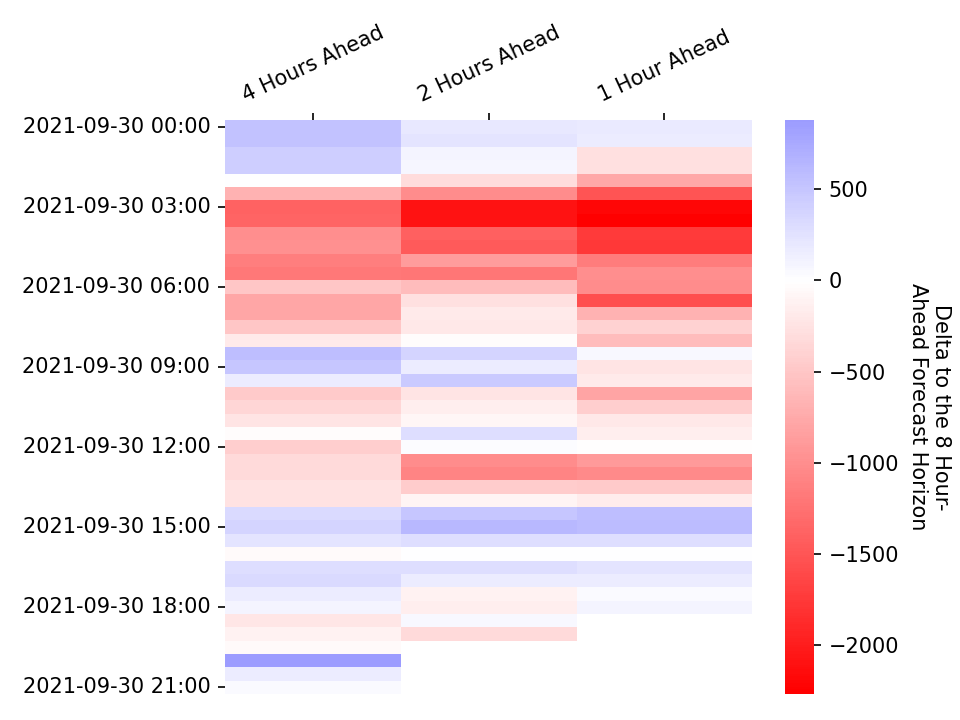 4 Hours Ahead
2 Hours Ahead
1 Hour Ahead
2021-09-30 00:00
2021-09-30 03:00
2021-09-30 06:00
2021-09-30 09:00
2021-09-30 12:00
2021-09-30 15:00
2021-09-30 18:00
2021-09-30 21:00
500
0
−500
−1000
−1500
−2000
Delta to the 8 Hour-
Ahead Forecast Horizon